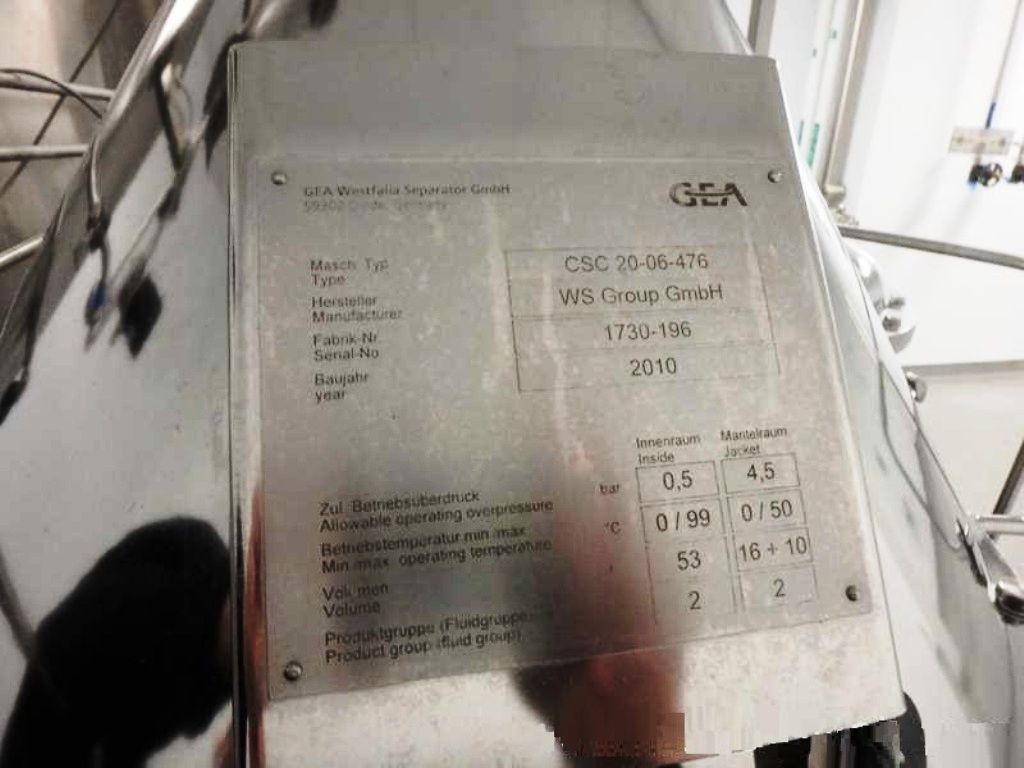 GEA Westfalia Separator GmbH
GEA
59302 Oelde, Germany
Masch. Typ
Type
CSC 20-06-476
Hersteller
Manufacturer
WS Group GmbH
Fabrik-Nr
Serial-No
1730-196
Baujahr
year
2010
Innenraum Mantelraum
Inside Jacket
Zul. Betriebsüberdruck
Allowable operating overpressure
bar 0,5 4,5
Betriebstemperatur min./max.
Min./max. operating temperature
°C 0 / 99 0 / 50
Volumen
Volume
53 16 + 10
Produktgruppe (Fluidgruppe)
Product group (fluid group)
2 2